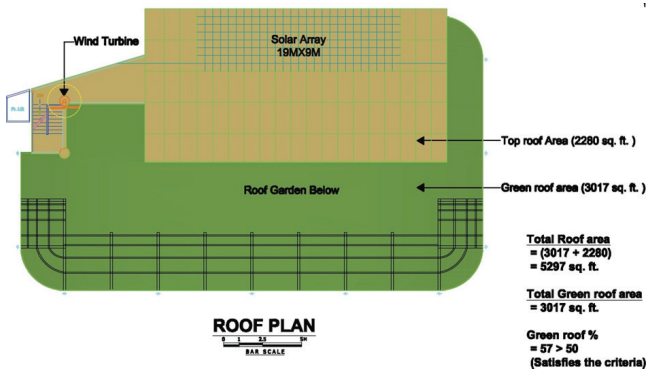 Wind Turbine
Solar Array
19MX9M
Top roof Area (2280 sq. ft. )
Roof Garden Below
Green roof area (3017 sq. ft. )
Total Roof area
= (3017 + 2280)
= 5297 sq. ft.
Total Green roof area
= 3017 sq. ft.
Green roof %
= 57 > 50
(Satisfies the criteria)
ROOF PLAN
0 1 2.5 5M
BAR SCALE